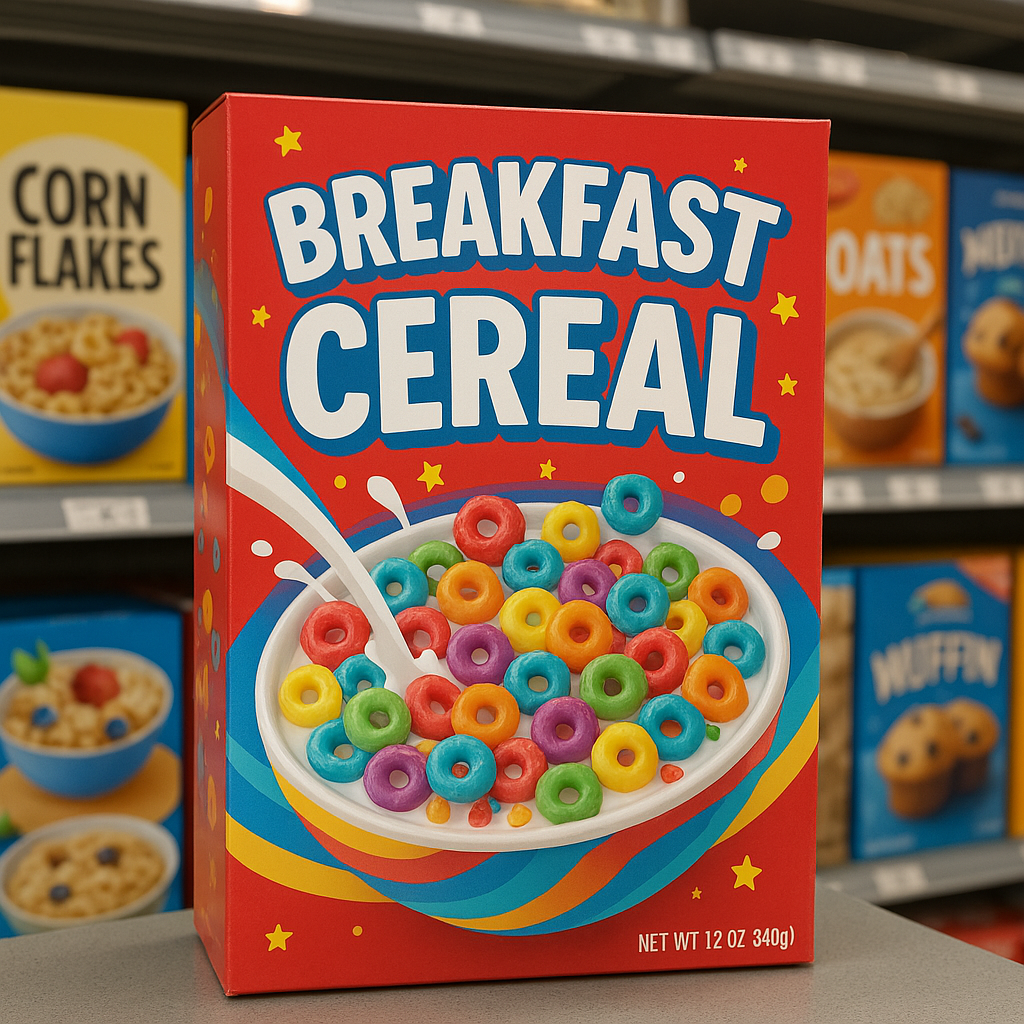 BREAKFAST
CEREAL
NET WT 12 OZ 340g)
CORN
FLAKES
OATS
MUFFIN